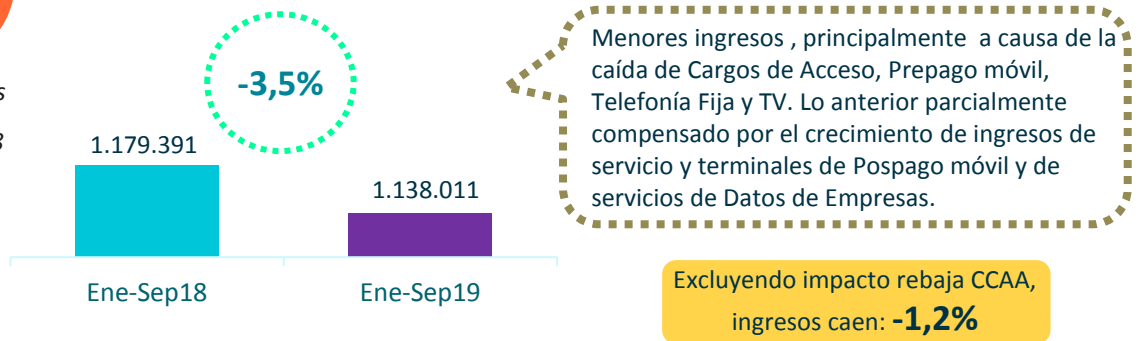 s
3
-3,5%
1.179.391
1.138.011
Ene-Sep18
Ene-Sep19
Menores ingresos , principalmente a causa de la
caída de Cargos de Acceso, Prepago móvil,
Telefonía Fija y TV. Lo anterior parcialmente
compensado por el crecimiento de ingresos de
servicio y terminales de Pospago móvil y de
servicios de Datos de Empresas.
Excluyendo impacto rebaja CCAA,
ingresos caen: -1,2%